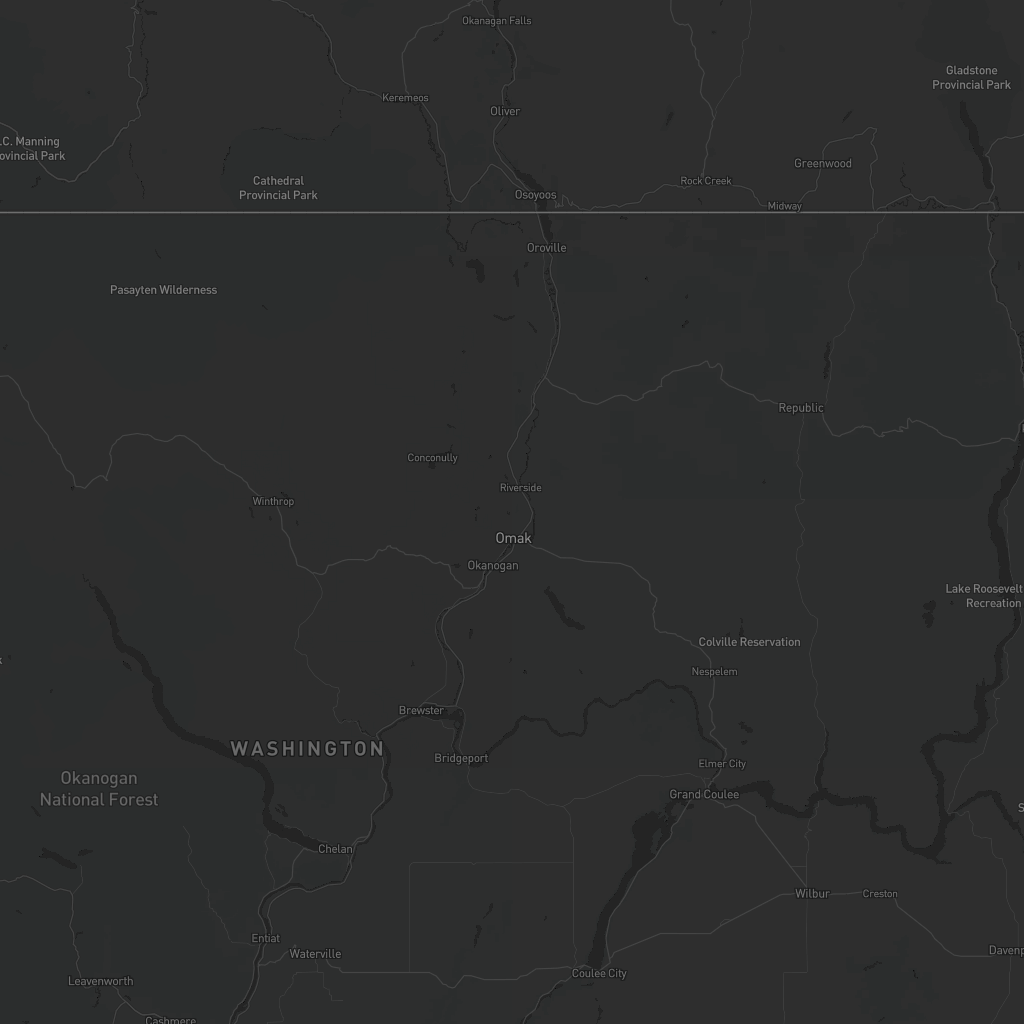 Okanagan Falls
Gladstone
Provincial Park
Keremeos
Oliver
.C. Manning
ovincial Park
Greenwood
Cathedral
Provincial Park
Rock Creek
Osoyoos
Midway
Oroville
Pasayten Wilderness
Republic
Conconully
Riverside
Winthrop
Omak
Okanogan
Lake Roosevelt
Recreation
Colville Reservation
Nespelem
Brewster
WASHINGTON
Bridgeport
Elmer City
Okanogan
National Forest
Grand Coulee
Chelan
Wilbur
Creston
Entiat
Waterville
Davenp
Coulee City
Leavenworth
Cashmere